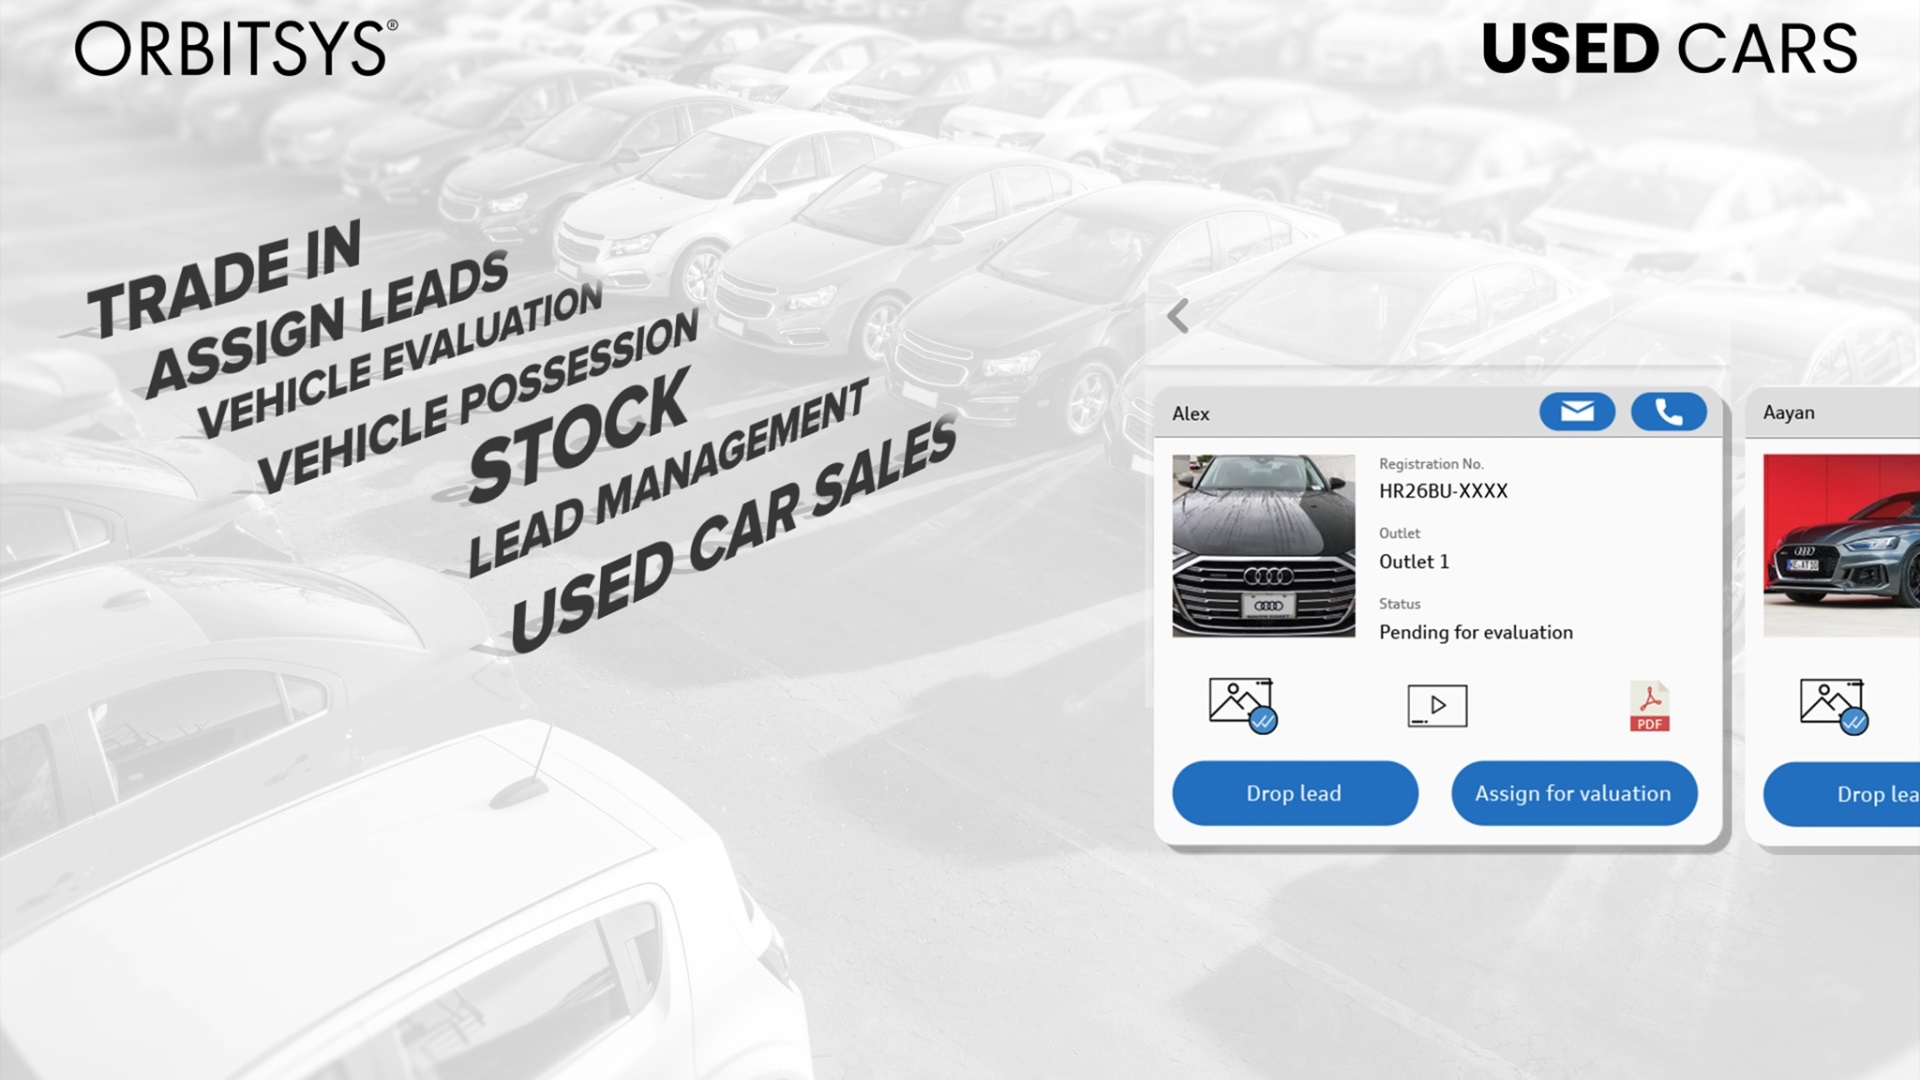 ORBITSYS®
USED CARS
TRADE IN
ASSIGN LEADS
VEHICLE EVALUATION
VEHICLE POSSESSION
STOCK
LEAD MANAGEMENT
USED CAR SALES
Alex
Registration No.
HR26BU-XXXX
Outlet
Outlet 1
Status
Pending for evaluation
PDF
Drop lead
Assign for valuation
Aayan
Drop lea